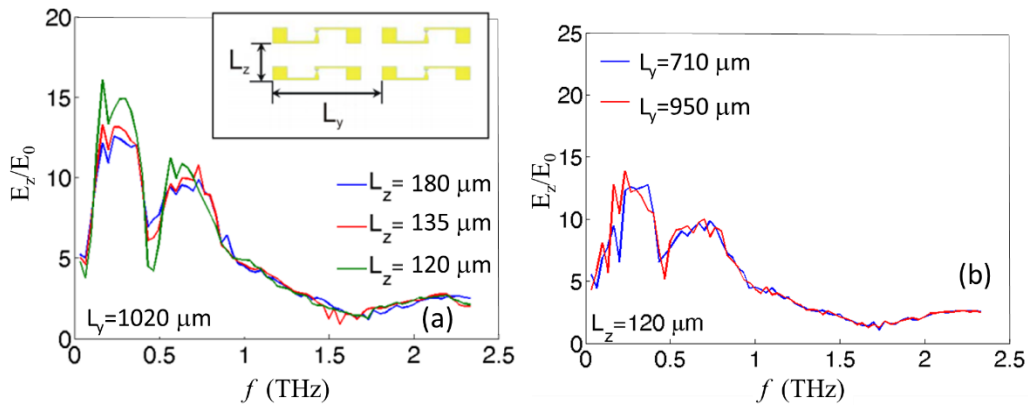 20
15
10
5
0
E_z/E_0
L_z
L_y
L_z= 180 μm
L_z= 135 μm
L_z= 120 μm
L_y=1020 μm
(a)
0 0.5 1 1.5 2 2.5
f (THz)
25
20
15
10
5
0
E_z/E_0
L_y=710 μm
L_y=950 μm
(b)
L_z=120 μm
0 0.5 1 1.5 2 2.5
f (THz)